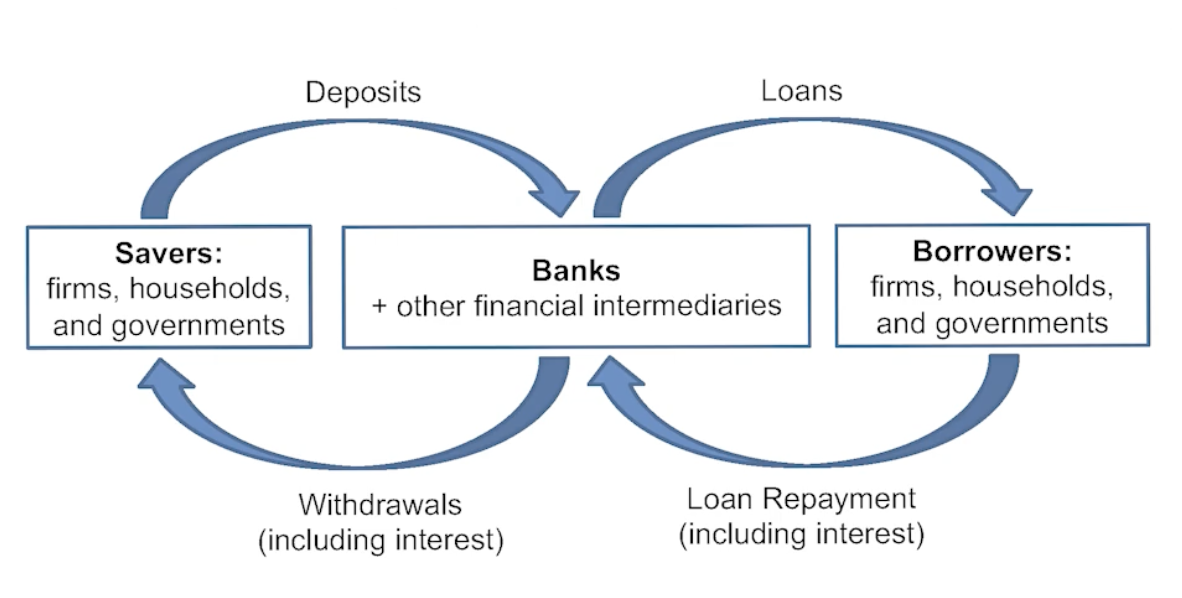 Deposits
Loans
Savers:
firms, households,
and governments
Banks
+ other financial intermediaries
Borrowers:
firms, households,
and governments
Withdrawals
(including interest)
Loan Repayment
(including interest)